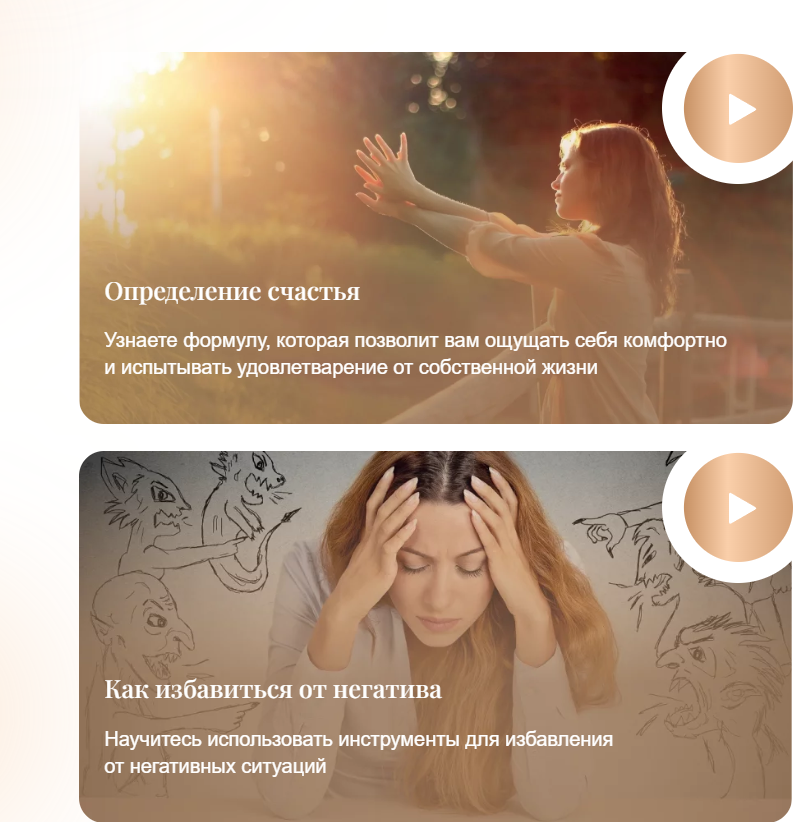 Определение счастья
Узнаете формулу, которая позволит вам ощущать себя комфортно
и испытывать удовлетварение от собственной жизни
Как избавиться от негатива
Научитесь использовать инструменты для избавления
от негативных ситуаций